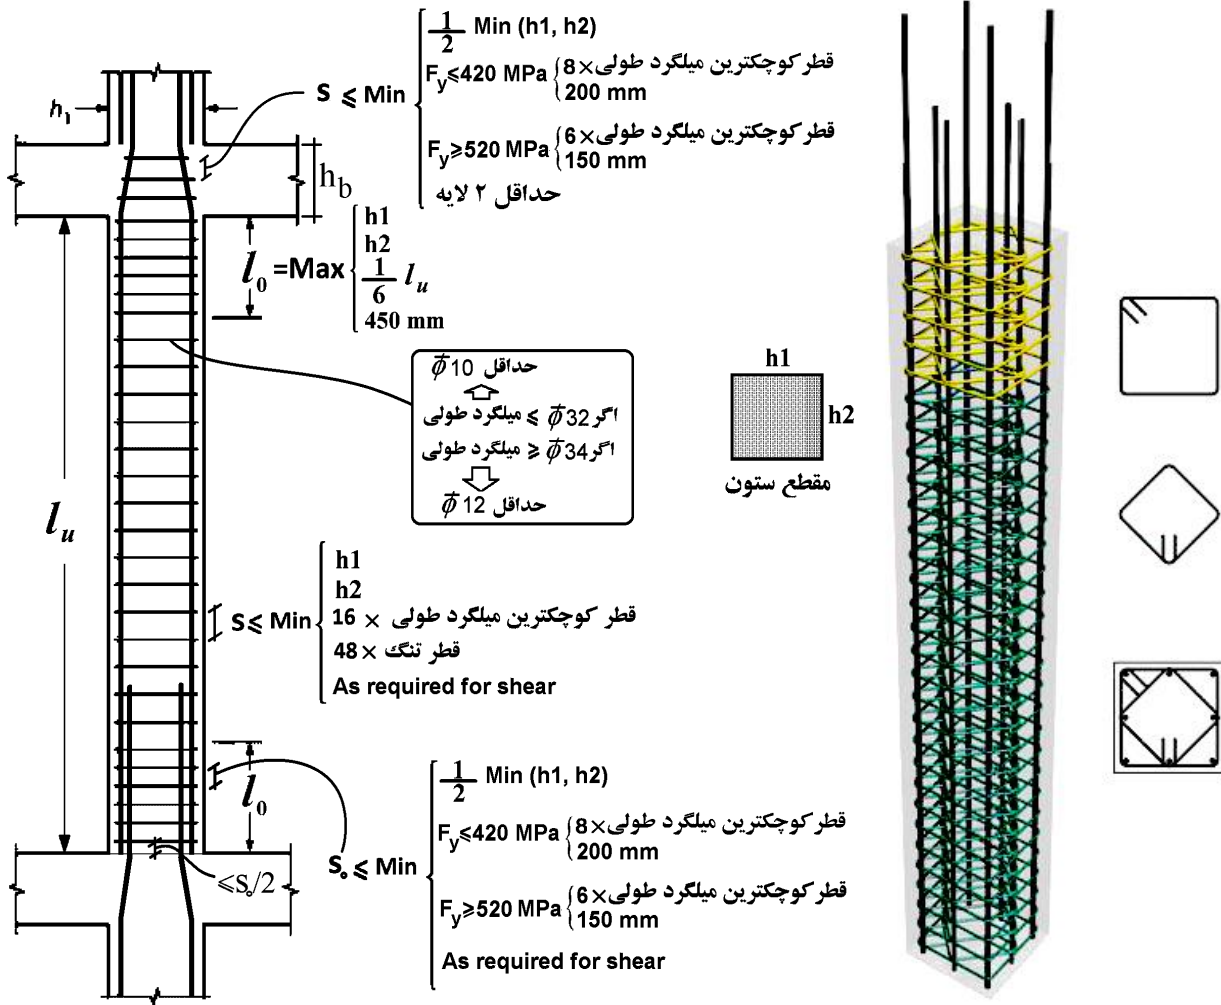 h₁
S ⩽ Min
1/2 Min (h1, h2)
Fy≤420 MPa
8× قطر کوچکترین میلگرد طولی
200 mm
Fy≥520 MPa
6× قطر کوچکترین میلگرد طولی
150 mm
حداقل ۲ لایه
hb
l0 =Max
h1
h2
1/6 lu
450 mm
حداقل Φ10
اگر Φ32 ≥ میلگرد طولی
اگر Φ34 ≤ میلگرد طولی
حداقل Φ12
h1
h2
مقطع ستون
lu
S⩽ Min
h1
h2
16 × قطر کوچکترین میلگرد طولی
48× قطر تنگ
As required for shear
l0
⩽S₀/2
S₀ ⩽ Min
1/2 Min (h1, h2)
Fy≤420 MPa
8× قطر کوچکترین میلگرد طولی
200 mm
Fy≥520 MPa
6× قطر کوچکترین میلگرد طولی
150 mm
As required for shear